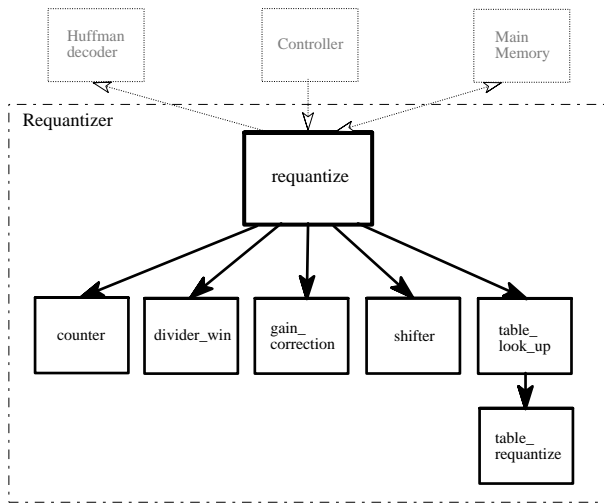 Huffman
decoder
Controller
Main
Memory
Requantizer
requantize
counter
divider_win
gain_
correction
shifter
table_
look_up
table_
requantize